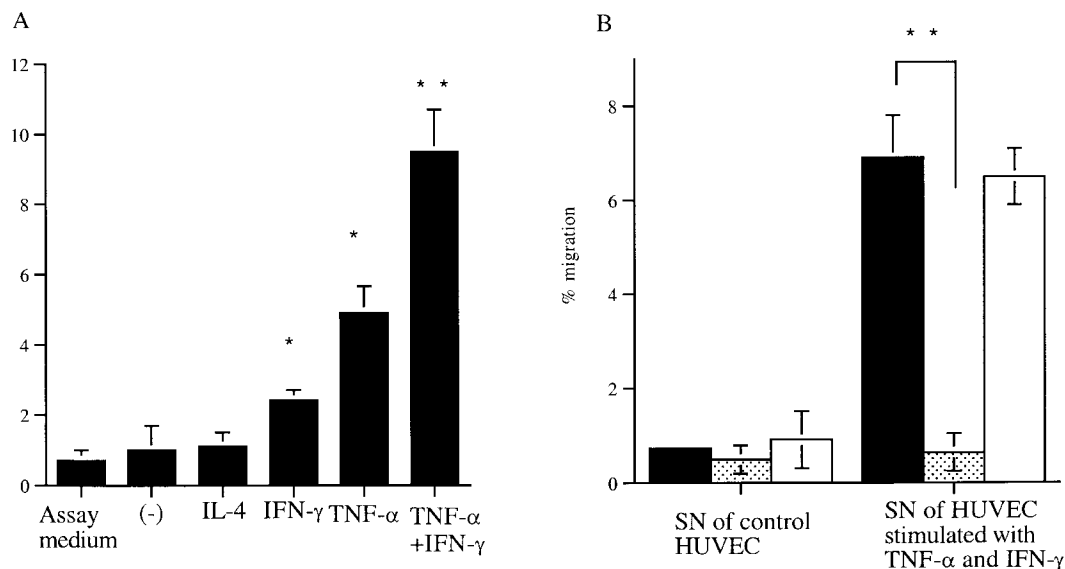 A
12
10
8
6
4
2
0
*
*
* *
Assay
medium
(-)
IL-4
IFN-γ
TNF-α
TNF-α
+IFN-γ
B
% migration
8
6
4
2
0
* *
SN of control
HUVEC
SN of HUVEC
stimulated with
TNF-α and IFN-γ